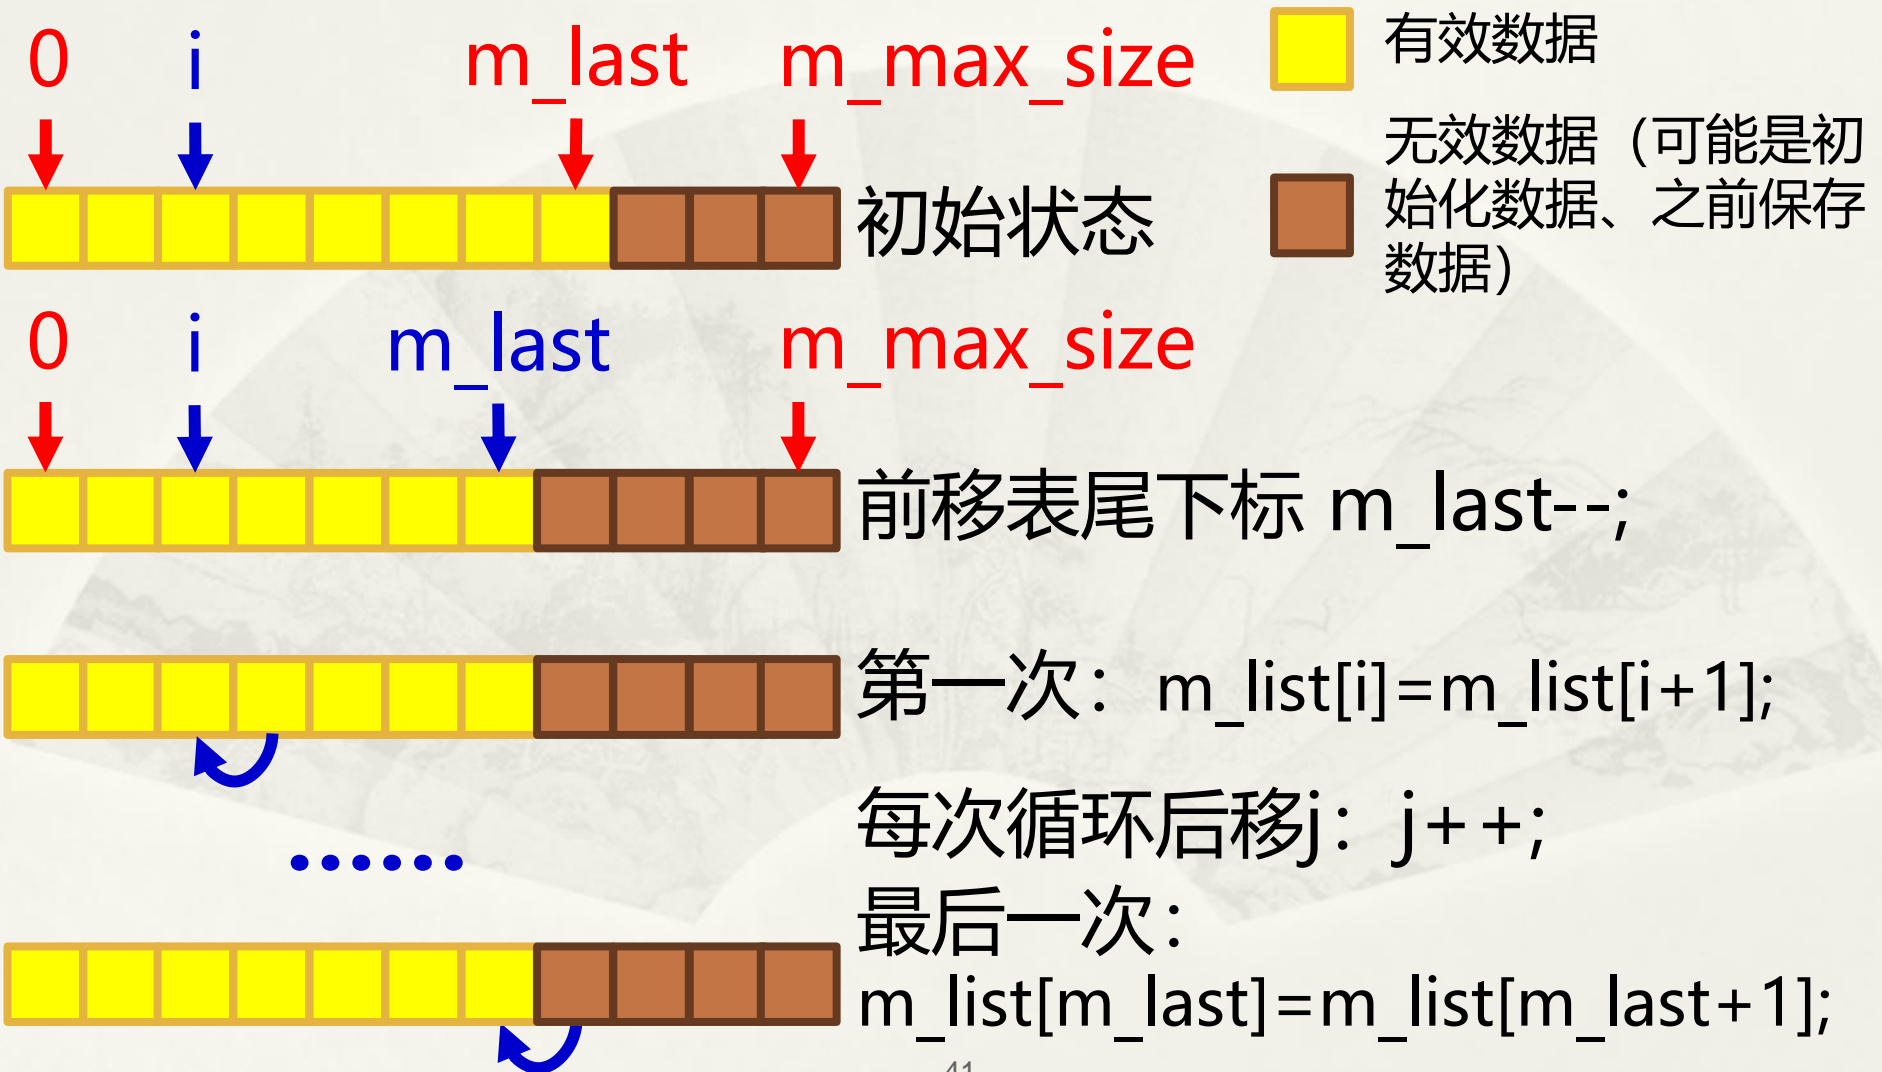 0 i m_last m_max_size
有效数据
无效数据（可能是初
始化数据、之前保存
数据）
初始状态
0 i m_last m_max_size
前移表尾下标 m_last--;
第一次：m_list[i]=m_list[i+1];
每次循环后移j：j++;
最后一次：
m_list[m_last]=m_list[m_last+1];
41